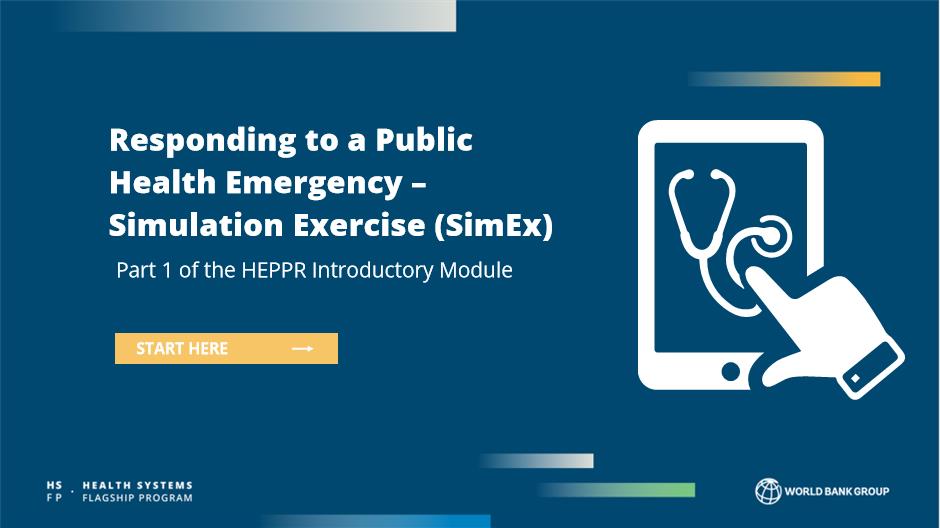 Responding to a Public
Health Emergency –
Simulation Exercise (SimEx)
Part 1 of the HEPPR Introductory Module
START HERE
HS · HEALTH SYSTEMS
FP FLAGSHIP PROGRAM
WORLD BANK GROUP